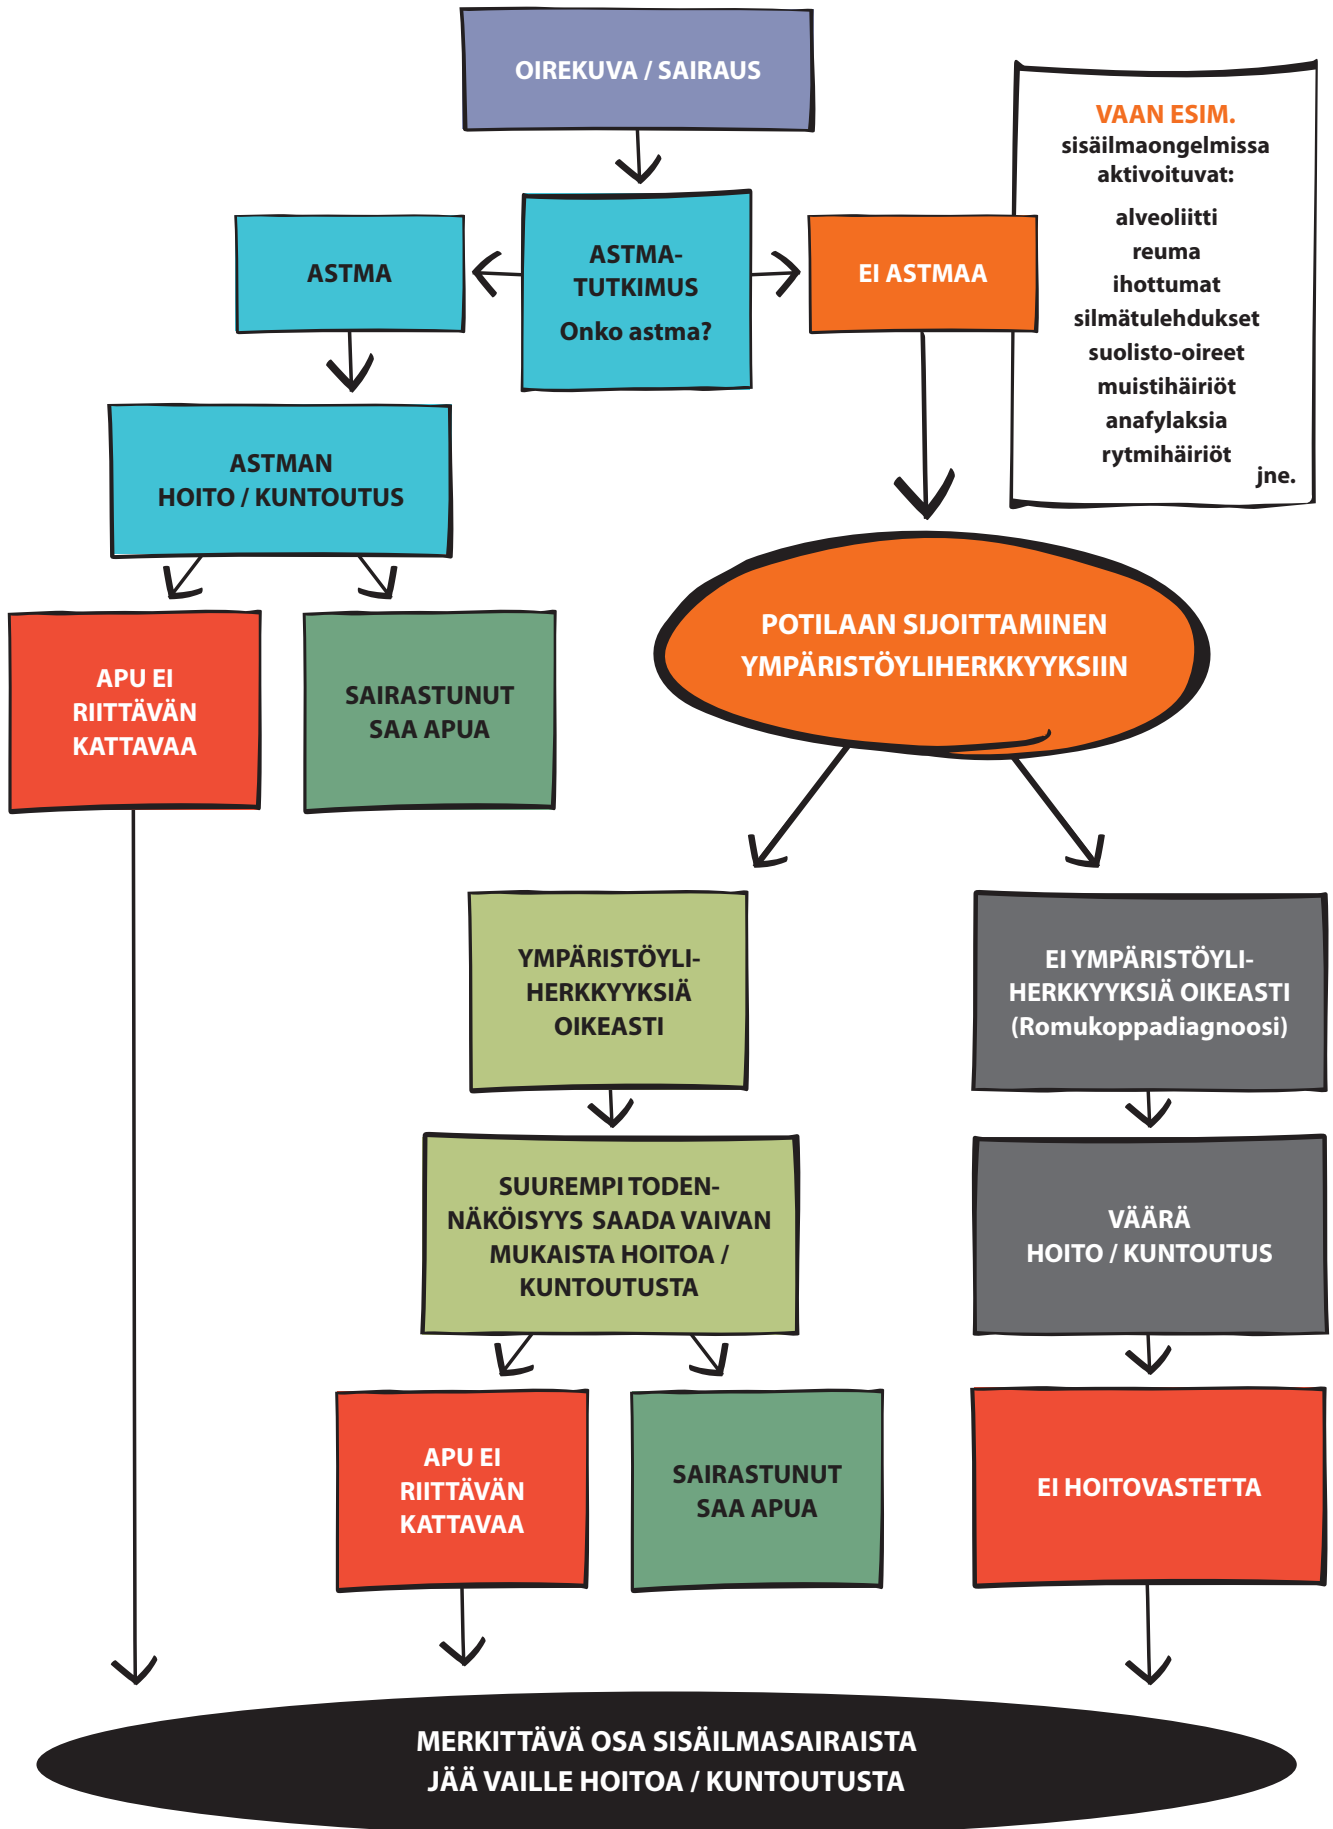 OIREKUVA / SAIRAUS
VAAN ESIM.
sisäilmaongelmissa
aktivoituvat:
alveoliitti
reuma
ihottumat
silmätulehdukset
suolisto-oireet
muistihäiriöt
anafylaksia
rytmihäiriöt
jne.
ASTMA
ASTMA-
TUTKIMUS
Onko astma?
EI ASTMAA
ASTMAN
HOITO / KUNTOUTUS
APU EI
RIITTÄVÄN
KATTAVAA
SAIRASTUNUT
SAA APUA
POTILAAN SIJOITTAMINEN
YMPÄRISTÖYLIHERKKYYKSIIN
YMPÄRISTÖYLI-
HERKKYYKSIÄ
OIKEASTI
EI YMPÄRISTÖYLI-
HERKKYYKSIÄ OIKEASTI
(Romukoppadiagnoosi)
SUUREMPI TODEN-
NÄKÖISYYS SAADA VAIVAN
MUKAISTA HOITOA /
KUNTOUTUSTA
VÄÄRÄ
HOITO / KUNTOUTUS
APU EI
RIITTÄVÄN
KATTAVAA
SAIRASTUNUT
SAA APUA
EI HOITOVASTETTA
MERKITTÄVÄ OSA SISÄILMASAIRAISTA
JÄÄ VAILLE HOITOA / KUNTOUTUSTA